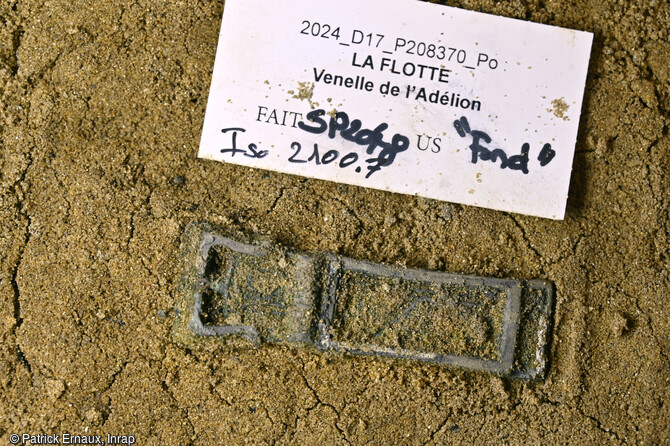 2024_D17_P208370_Po
LA FLOTTE
Venelle de l'Adélion
FAIT US "Fond"
Iso 2100.7
© Patrick Ernaux, Inrap